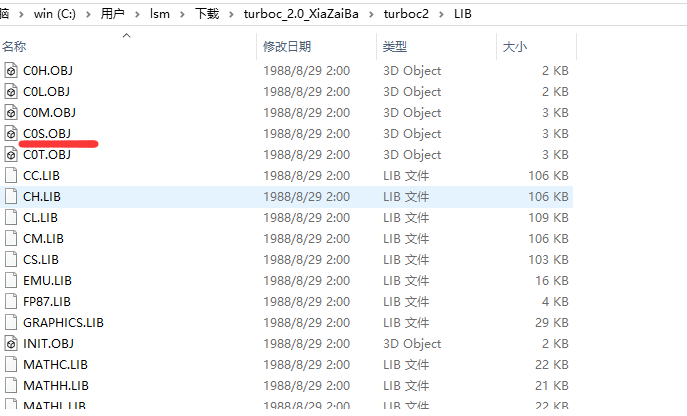 脑 › win (C:) › 用户 › lsm › 下载 › turboc_2.0_XiaZaiBa › turboc2 › LIB
名称 修改日期 类型 大小
C0H.OBJ 1988/8/29 2:00 3D Object 2 KB
C0L.OBJ 1988/8/29 2:00 3D Object 2 KB
C0M.OBJ 1988/8/29 2:00 3D Object 3 KB
C0S.OBJ 1988/8/29 2:00 3D Object 3 KB
C0T.OBJ 1988/8/29 2:00 3D Object 3 KB
CC.LIB 1988/8/29 2:00 LIB 文件 106 KB
CH.LIB 1988/8/29 2:00 LIB 文件 106 KB
CL.LIB 1988/8/29 2:00 LIB 文件 109 KB
CM.LIB 1988/8/29 2:00 LIB 文件 106 KB
CS.LIB 1988/8/29 2:00 LIB 文件 103 KB
EMU.LIB 1988/8/29 2:00 LIB 文件 16 KB
FP87.LIB 1988/8/29 2:00 LIB 文件 4 KB
GRAPHICS.LIB 1988/8/29 2:00 LIB 文件 29 KB
INIT.OBJ 1988/8/29 2:00 3D Object 2 KB
MATHC.LIB 1988/8/29 2:00 LIB 文件 22 KB
MATHH.LIB 1988/8/29 2:00 LIB 文件 21 KB
MATHL.LIB 1988/8/29 2:00 LIB 文件 22 KB